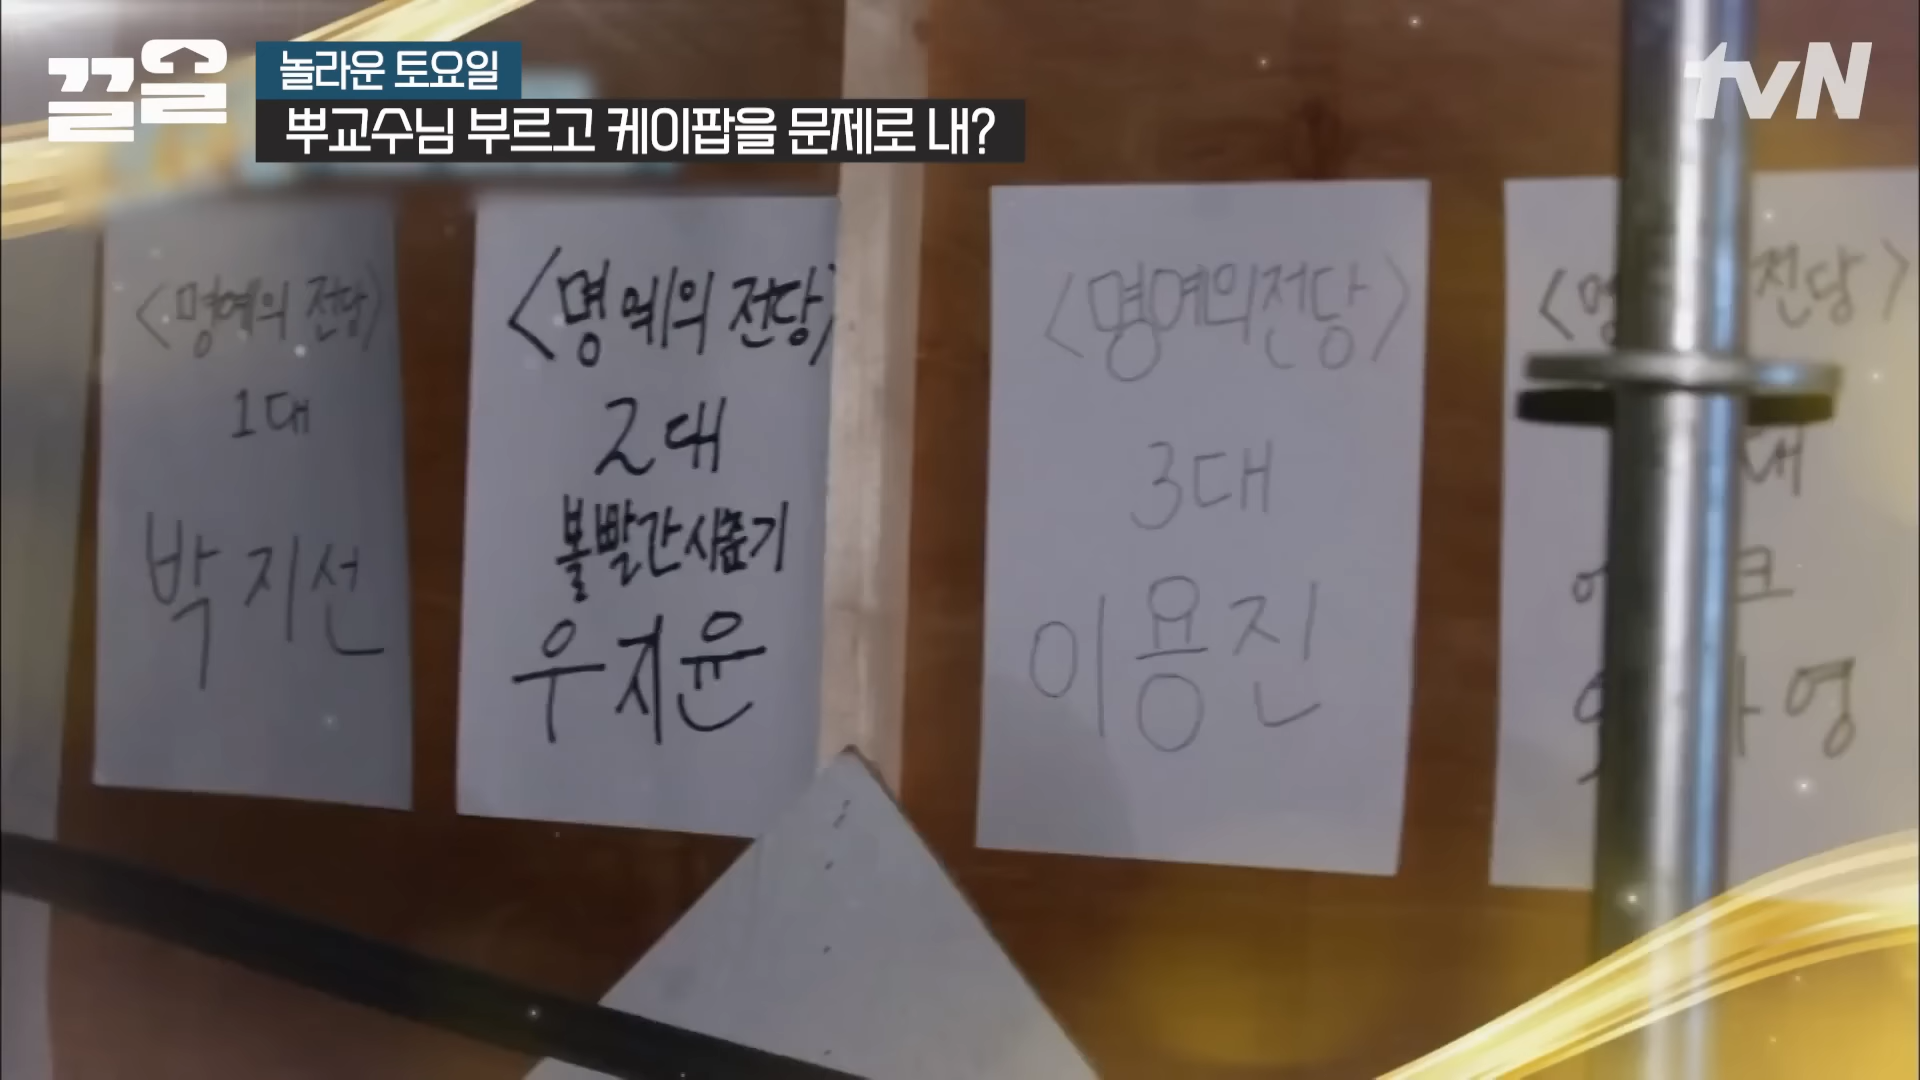 끌올
놀라운 토요일
뿌교수님 부르고 케이팝을 문제로 내?
tvN
<명예의 전당>
1대
박지선
<명예의 전당>
2대
볼빨간사춘기
우지윤
<명예의전당>
3대
이용진
전당>
대
크
영